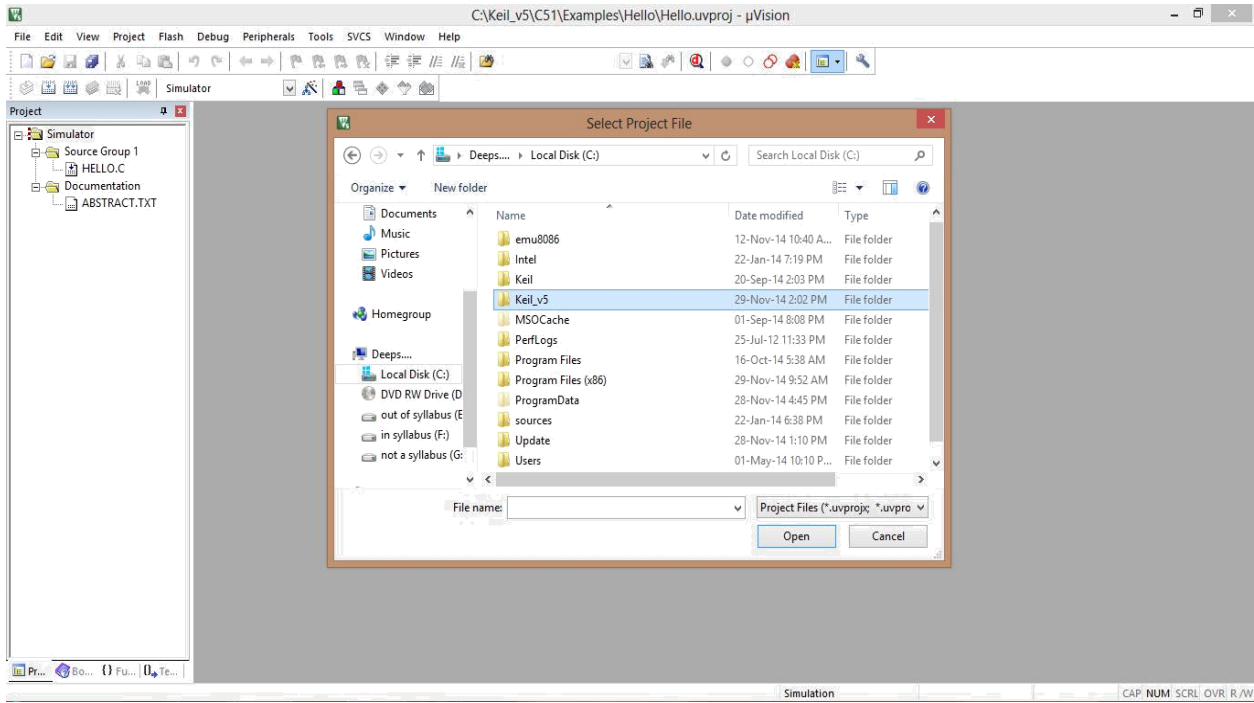 C:\Keil_v5\C51\Examples\Hello\Hello.uvproj - µVision
File Edit View Project Flash Debug Peripherals Tools SVCS Window Help
LOAD Simulator
Project
Simulator
Source Group 1
HELLO.C
Documentation
ABSTRACT.TXT
Select Project File
Deeps.... Local Disk (C:) Search Local Disk (C:)
Organize New folder
Documents
Music
Pictures
Videos
Homegroup
Deeps....
Local Disk (C:)
DVD RW Drive (D
out of syllabus (E
in syllabus (F:)
not a syllabus (G:
Name Date modified Type
emu8086 12-Nov-14 10:40 A... File folder
Intel 22-Jan-14 7:19 PM File folder
Keil 20-Sep-14 2:03 PM File folder
Keil_v5 29-Nov-14 2:02 PM File folder
MSOCache 01-Sep-14 8:08 PM File folder
PerfLogs 25-Jul-12 11:33 PM File folder
Program Files 16-Oct-14 5:38 AM File folder
Program Files (x86) 29-Nov-14 9:52 AM File folder
ProgramData 28-Nov-14 4:45 PM File folder
sources 22-Jan-14 6:38 PM File folder
Update 28-Nov-14 1:10 PM File folder
Users 01-May-14 10:10 P... File folder
File name: Project Files (*.uvprojx; *.uvpro
Open Cancel
Pr... Bo... {} Fu... 0 Te...
Simulation CAP NUM SCRL OVR R/W